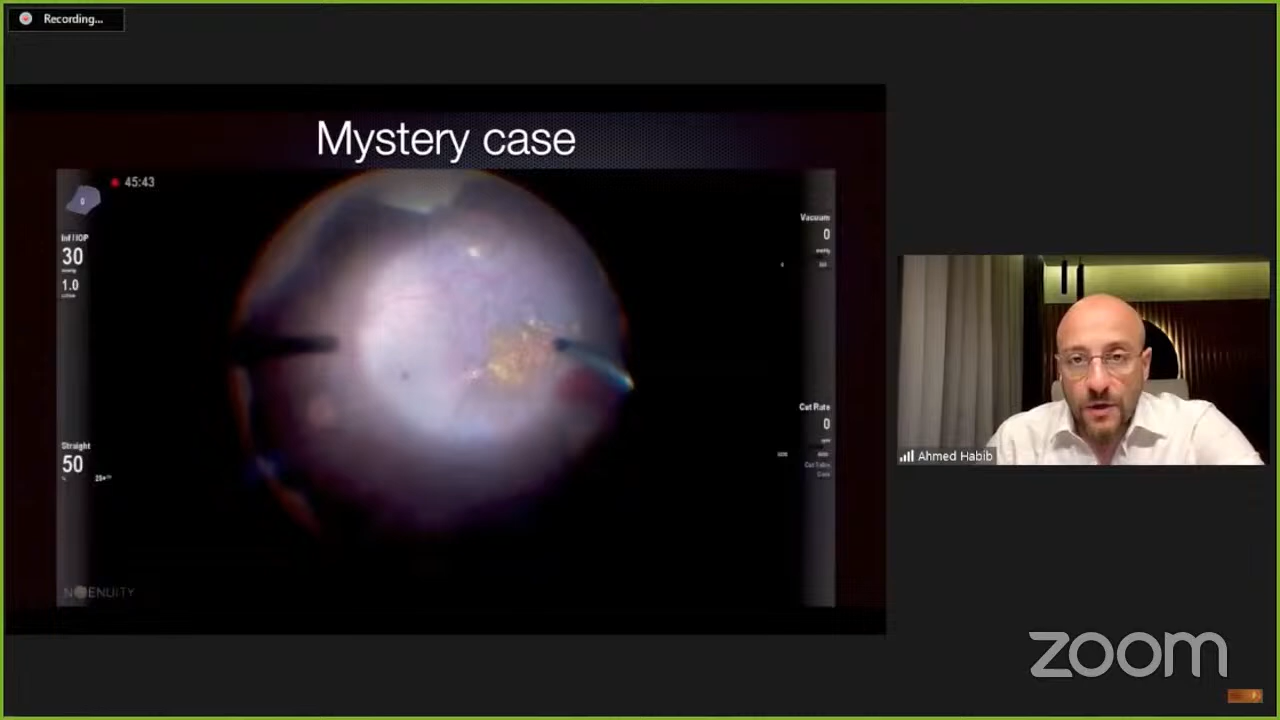 Recording...
Mystery case
45:43
0
Inf IOP
30
1.0
Vacuum
0
Cut Rate
0
Straight
50
Ahmed Habib
zoom